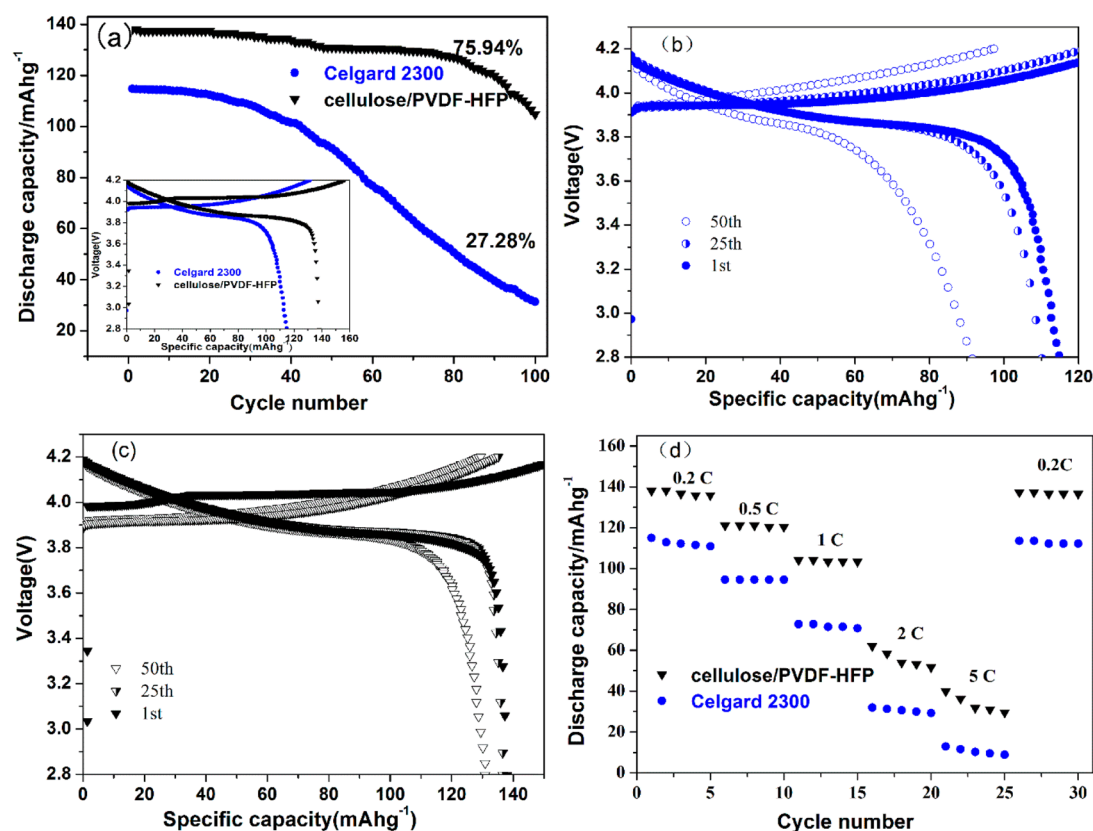 (a)
140
120
100
80
60
40
20
Discharge capacity/mAhg⁻¹
75.94%
Celgard 2300
cellulose/PVDF-HFP
27.28%
4.2
4.0
3.8
3.6
3.4
3.2
3.0
2.8
Voltage(V)
Celgard 2300
cellulose/PVDF-HFP
0 20 40 60 80 100 120 140 160
Specific capacity(mAhg⁻¹)
0 20 40 60 80 100
Cycle number
(b)
4.2
4.0
3.8
3.6
3.4
3.2
3.0
2.8
Voltage(V)
50th
25th
1st
0 20 40 60 80 100 120
Specific capacity(mAhg⁻¹)
(c)
4.2
4.0
3.8
3.6
3.4
3.2
3.0
2.8
Voltage(V)
50th
25th
1st
0 20 40 60 80 100 120 140
Specific capacity(mAhg⁻¹)
(d)
160
140
120
100
80
60
40
20
0
Discharge capacity/mAhg⁻¹
0.2 C
0.5 C
1 C
2 C
5 C
0.2C
cellulose/PVDF-HFP
Celgard 2300
0 5 10 15 20 25 30
Cycle number